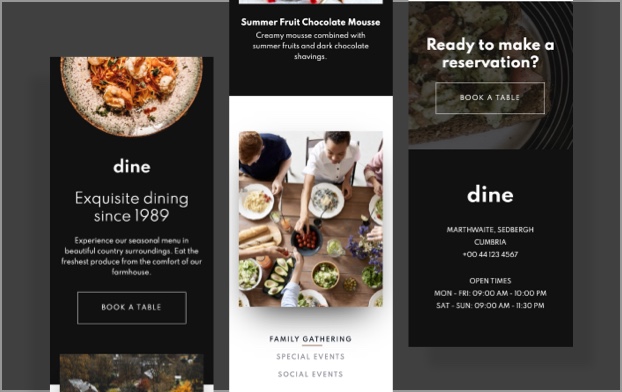 dine
Exquisite dining
since 1989
Experience our seasonal menu in
beautiful country surroundings. Eat the
freshest produce from the comfort of our
farmhouse.
BOOK A TABLE
Summer Fruit Chocolate Mousse
Creamy mousse combined with
summer fruits and dark chocolate
shavings.
FAMILY GATHERING
SPECIAL EVENTS
SOCIAL EVENTS
Ready to make a
reservation?
BOOK A TABLE
dine
MARTHWAITE, SEDBERGH
CUMBRIA
+00 44 123 4567
OPEN TIMES
MON - FRI: 09:00 AM - 10:00 PM
SAT - SUN: 09:00 AM - 11:30 PM